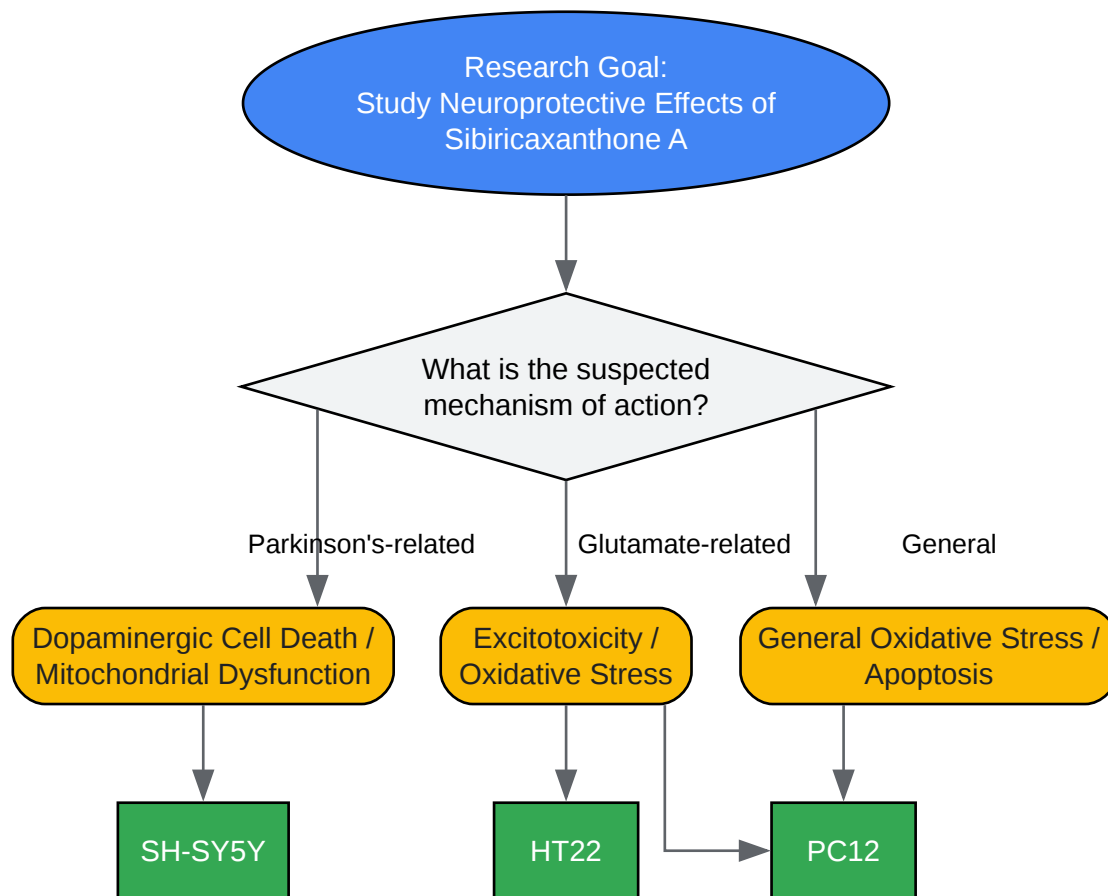 Research Goal:
Study Neuroprotective Effects of
Sibiricaxanthone A
What is the suspected
mechanism of action?
Parkinson's-related
Glutamate-related
General
Dopaminergic Cell Death /
Mitochondrial Dysfunction
Excitotoxicity /
Oxidative Stress
General Oxidative Stress /
Apoptosis
SH-SY5Y
HT22
PC12